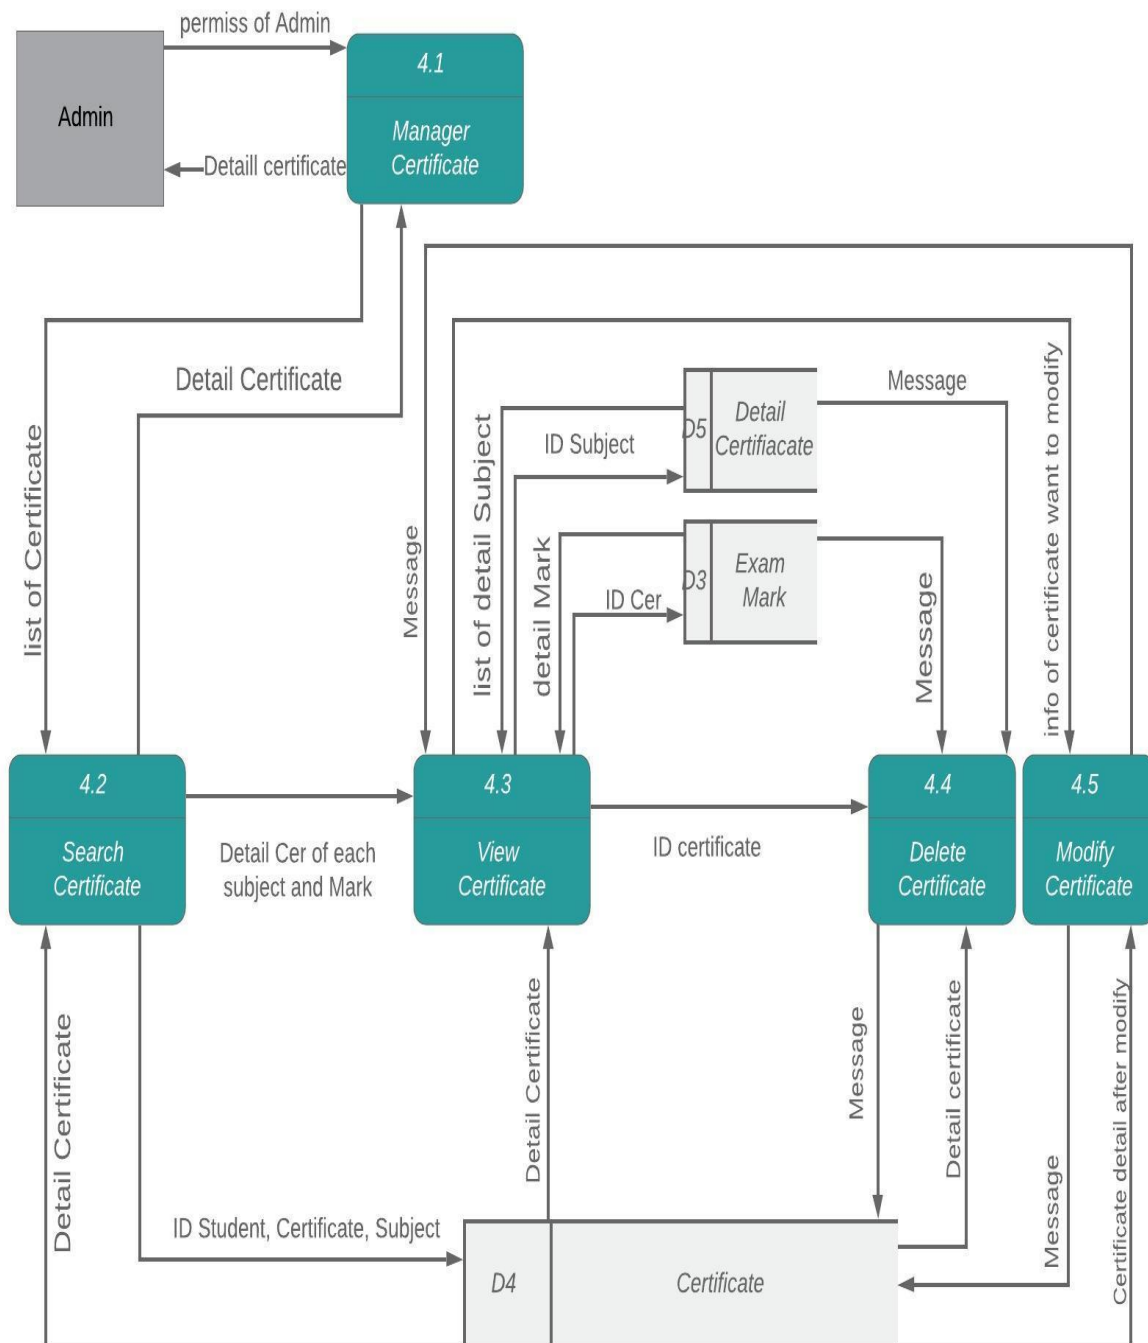 permiss of Admin
Admin
4.1
Manager
Certificate
Detaill certificate
Detail Certificate
list of Certificate
Message
list of detail Subject
ID Subject
D5
Detail
Certifiacate
Message
detail Mark
ID Cer
D3
Exam
Mark
Message
info of certificate want to modify
4.2
Search
Certificate
Detail Cer of each
subject and Mark
4.3
View
Certificate
ID certificate
4.4
Delete
Certificate
4.5
Modify
Certificate
Detail Certificate
ID Student, Certificate, Subject
Detail Certificate
Message
Detail certificate
Message
Certificate detail after modify
D4
Certificate